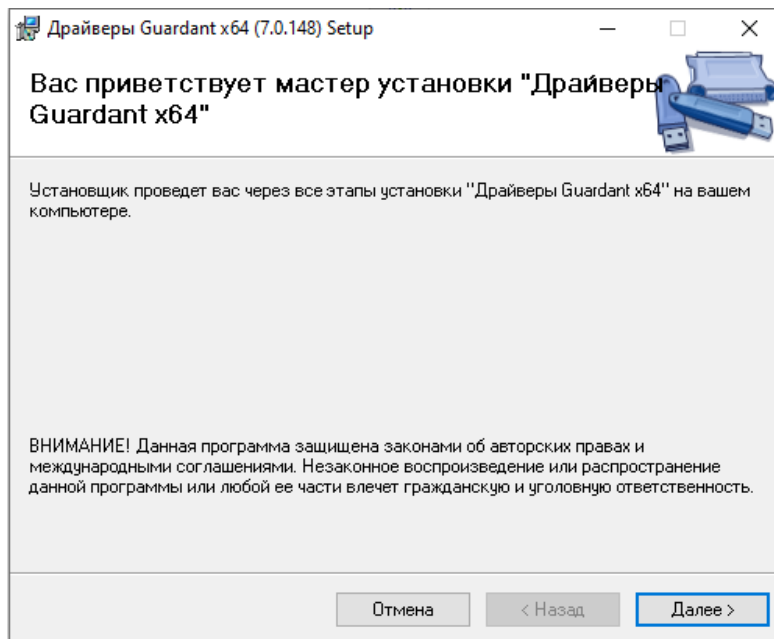 Драйверы Guardant x64 (7.0.148) Setup
Вас приветствует мастер установки "Драйверы
Guardant x64"
Установщик проведет вас через все этапы установки "Драйверы Guardant x64" на вашем
компьютере.
ВНИМАНИЕ! Данная программа защищена законами об авторских правах и
международными соглашениями. Незаконное воспроизведение или распространение
данной программы или любой ее части влечет гражданскую и уголовную ответственность.
Отмена
< Назад
Далее >